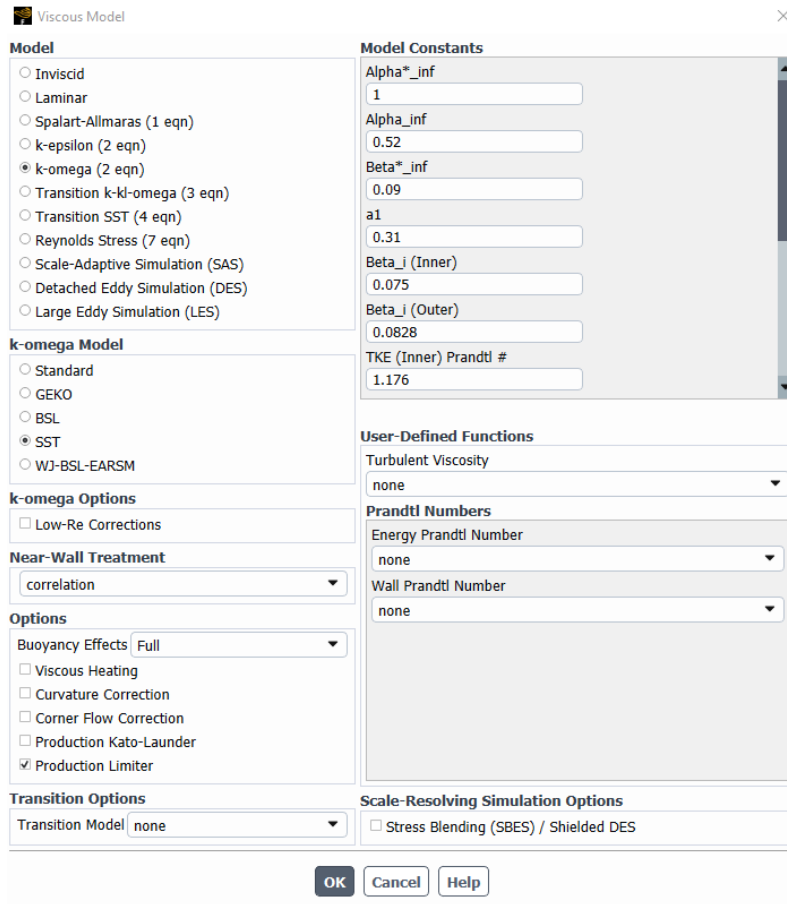 Viscous Model
Model
Inviscid
Laminar
Spalart-Allmaras (1 eqn)
k-epsilon (2 eqn)
k-omega (2 eqn)
Transition k-kl-omega (3 eqn)
Transition SST (4 eqn)
Reynolds Stress (7 eqn)
Scale-Adaptive Simulation (SAS)
Detached Eddy Simulation (DES)
Large Eddy Simulation (LES)
k-omega Model
Standard
GEKO
BSL
SST
WJ-BSL-EARSM
k-omega Options
Low-Re Corrections
Near-Wall Treatment
correlation
Options
Buoyancy Effects Full
Viscous Heating
Curvature Correction
Corner Flow Correction
Production Kato-Launder
Production Limiter
Transition Options
Transition Model none
Model Constants
Alpha*_inf
1
Alpha_inf
0.52
Beta*_inf
0.09
a1
0.31
Beta_i (Inner)
0.075
Beta_i (Outer)
0.0828
TKE (Inner) Prandtl #
1.176
User-Defined Functions
Turbulent Viscosity
none
Prandtl Numbers
Energy Prandtl Number
none
Wall Prandtl Number
none
Scale-Resolving Simulation Options
Stress Blending (SBES) / Shielded DES
OK Cancel Help